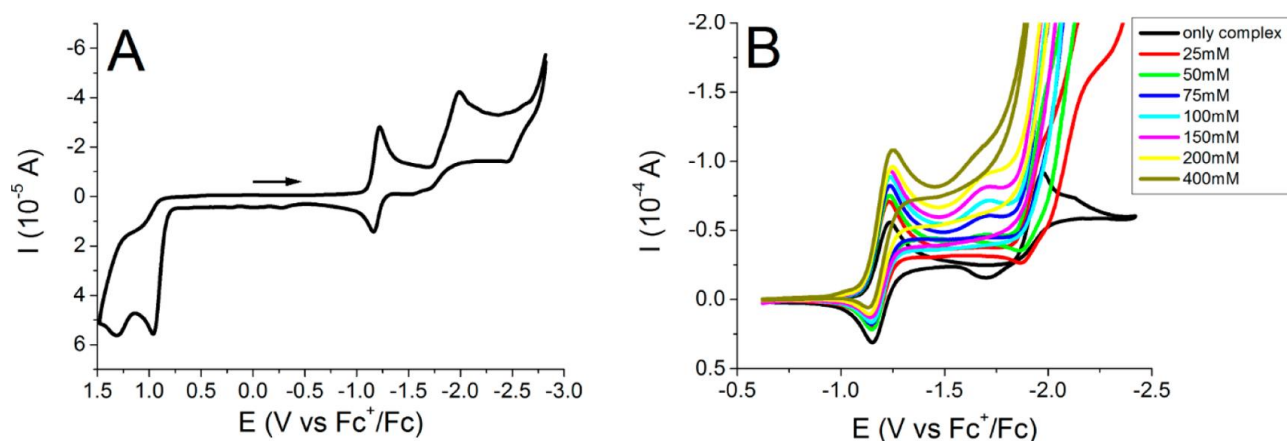 A
I (10⁻⁵ A)
-6
-4
-2
0
2
4
6
1.5 1.0 0.5 0.0 -0.5 -1.0 -1.5 -2.0 -2.5 -3.0
E (V vs Fc⁺/Fc)
B
I (10⁻⁴ A)
-2.0
-1.5
-1.0
-0.5
0.0
0.5
-0.5 -1.0 -1.5 -2.0 -2.5
E (V vs Fc⁺/Fc)
only complex
25mM
50mM
75mM
100mM
150mM
200mM
400mM